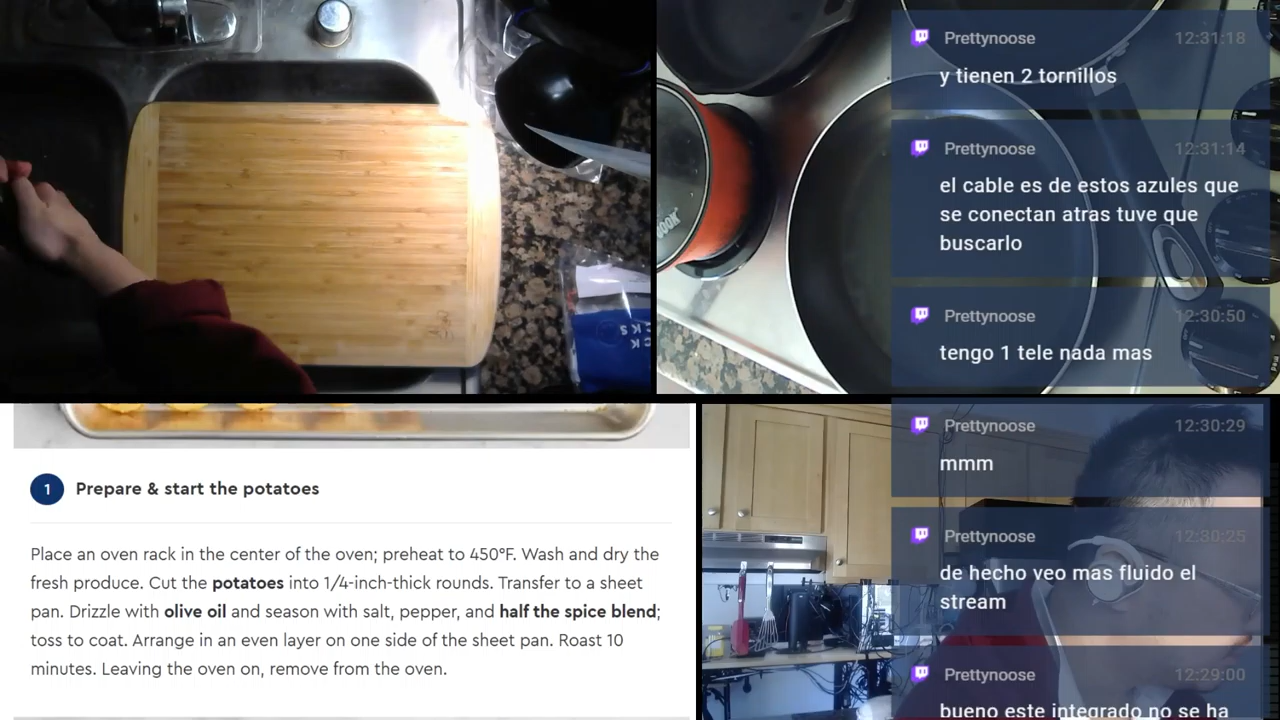 Prettynoose 12:31:18
y tienen 2 tornillos
Prettynoose 12:31:14
el cable es de estos azules que
se conectan atras tuve que
buscarlo
Prettynoose 12:30:50
tengo 1 tele nada mas
Prettynoose 12:30:29
mmm
Prettynoose 12:30:25
de hecho veo mas fluido el
stream
Prettynoose 12:29:00
bueno este integrado no se ha
1 Prepare & start the potatoes
Place an oven rack in the center of the oven; preheat to 450°F. Wash and dry the
fresh produce. Cut the potatoes into 1/4-inch-thick rounds. Transfer to a sheet
pan. Drizzle with olive oil and season with salt, pepper, and half the spice blend;
toss to coat. Arrange in an even layer on one side of the sheet pan. Roast 10
minutes. Leaving the oven on, remove from the oven.